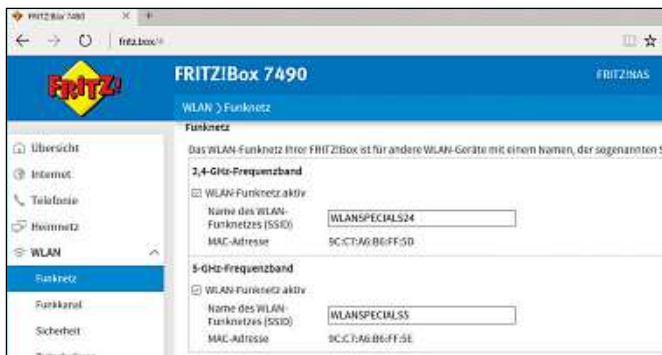 FRITZ!Box 7490
fritz.box/#
FRITZ!
FRITZ!Box 7490
FRITZ!NAS
WLAN > Funknetz
Funknetz
Das WLAN-Funknetz Ihrer FRITZ!Box ist für andere WLAN-Geräte mit einem Namen, der sogenannten S
Übersicht
Internet
Telefonie
Heimnetz
WLAN
Funknetz
Funkkanal
Sicherheit
2,4-GHz-Frequenzband
WLAN-Funknetz aktiv
Name des WLAN-
Funknetzes (SSID)
WLANSPECIALS24
MAC-Adresse
9C:C7:A6:B6:FF:5D
5-GHz-Frequenzband
WLAN-Funknetz aktiv
Name des WLAN-
Funknetzes (SSID)
WLANSPECIALS5
MAC-Adresse
9C:C7:A6:B6:FF:5E